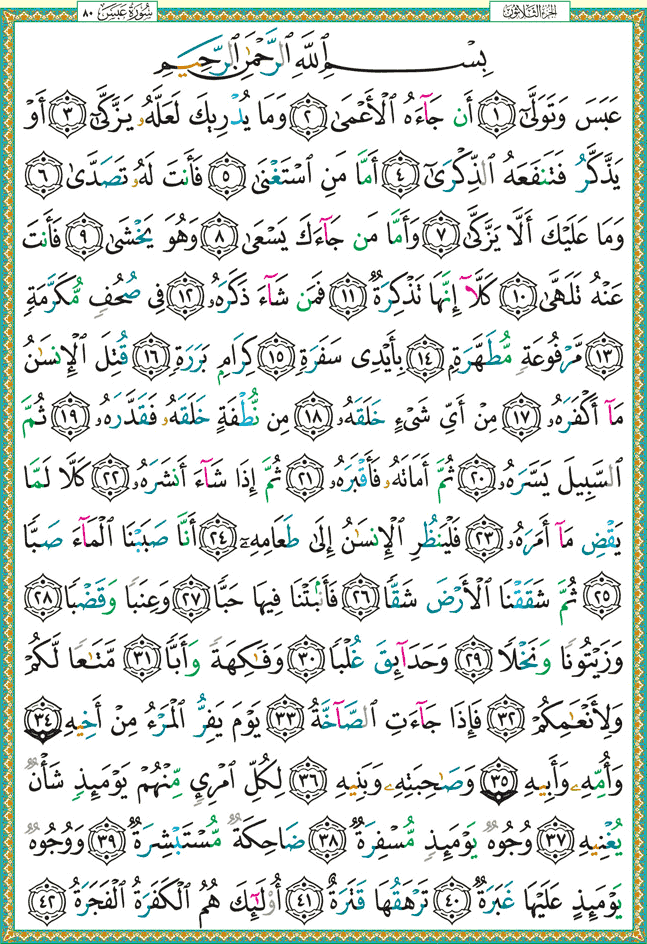 سُورَةُ عَبَسَ ٨٠
الجزء الثلاثون
بِسْمِ ٱللَّهِ ٱلرَّحْمَٰنِ ٱلرَّحِيمِ
عَبَسَ وَتَوَلَّىٰٓ ١ أَن جَآءَهُ ٱلْأَعْمَىٰ ٢ وَمَا يُدْرِيكَ لَعَلَّهُۥ يَزَّكَّىٰٓ ٣ أَوْ
يَذَّكَّرُ فَتَنفَعَهُ ٱلذِّكْرَىٰٓ ٤ أَمَّا مَنِ ٱسْتَغْنَىٰ ٥ فَأَنتَ لَهُۥ تَصَدَّىٰ ٦
وَمَا عَلَيْكَ أَلَّا يَزَّكَّىٰ ٧ وَأَمَّا مَن جَآءَكَ يَسْعَىٰ ٨ وَهُوَ يَخْشَىٰ ٩ فَأَنتَ
عَنْهُ تَلَهَّىٰ ١٠ كَلَّآ إِنَّهَا تَذْكِرَةٌ ١١ فَمَن شَآءَ ذَكَرَهُۥ ١٢ فِى صُحُفٍ مُّكَرَّمَةٍ
١٣ مَّرْفُوعَةٍ مُّطَهَّرَةٍۭ ١٤ بِأَيْدِى سَفَرَةٍ ١٥ كِرَامٍۭ بَرَرَةٍ ١٦ قُتِلَ ٱلْإِنسَٰنُ
مَآ أَكْفَرَهُۥ ١٧ مِنْ أَىِّ شَىْءٍ خَلَقَهُۥ ١٨ مِن نُّطْفَةٍ خَلَقَهُۥ فَقَدَّرَهُۥ ١٩ ثُمَّ
ٱلسَّبِيلَ يَسَّرَهُۥ ٢٠ ثُمَّ أَمَاتَهُۥ فَأَقْبَرَهُۥ ٢١ ثُمَّ إِذَا شَآءَ أَنشَرَهُۥ ٢٢ كَلَّا لَمَّا
يَقْضِ مَآ أَمَرَهُۥ ٢٣ فَلْيَنظُرِ ٱلْإِنسَٰنُ إِلَىٰ طَعَامِهِۦٓ ٢٤ أَنَّا صَبَبْنَا ٱلْمَآءَ صَبًّا
٢٥ ثُمَّ شَقَقْنَا ٱلْأَرْضَ شَقًّا ٢٦ فَأَنۢبَتْنَا فِيهَا حَبًّا ٢٧ وَعِنَبًا وَقَضْبًا ٢٨
وَزَيْتُونًا وَنَخْلًا ٢٩ وَحَدَآئِقَ غُلْبًا ٣٠ وَفَٰكِهَةً وَأَبًّا ٣١ مَّتَٰعًا لَّكُمْ
وَلِأَنْعَٰمِكُمْ ٣٢ فَإِذَا جَآءَتِ ٱلصَّآخَّةُ ٣٣ يَوْمَ يَفِرُّ ٱلْمَرْءُ مِنْ أَخِيهِ ٣٤
وَأُمِّهِۦ وَأَبِيهِ ٣٥ وَصَٰحِبَتِهِۦ وَبَنِيهِ ٣٦ لِكُلِّ ٱمْرِئٍ مِّنْهُمْ يَوْمَئِذٍ شَأْنٌ
يُغْنِيهِ ٣٧ وُجُوهٌ يَوْمَئِذٍ مُّسْفِرَةٌ ٣٨ ضَاحِكَةٌ مُّسْتَبْشِرَةٌ ٣٩ وَوُجُوهٌ
يَوْمَئِذٍ عَلَيْهَا غَبَرَةٌ ٤٠ تَرْهَقُهَا قَتَرَةٌ ٤١ أُو۟لَٰٓئِكَ هُمُ ٱلْكَفَرَةُ ٱلْفَجَرَةُ ٤٢